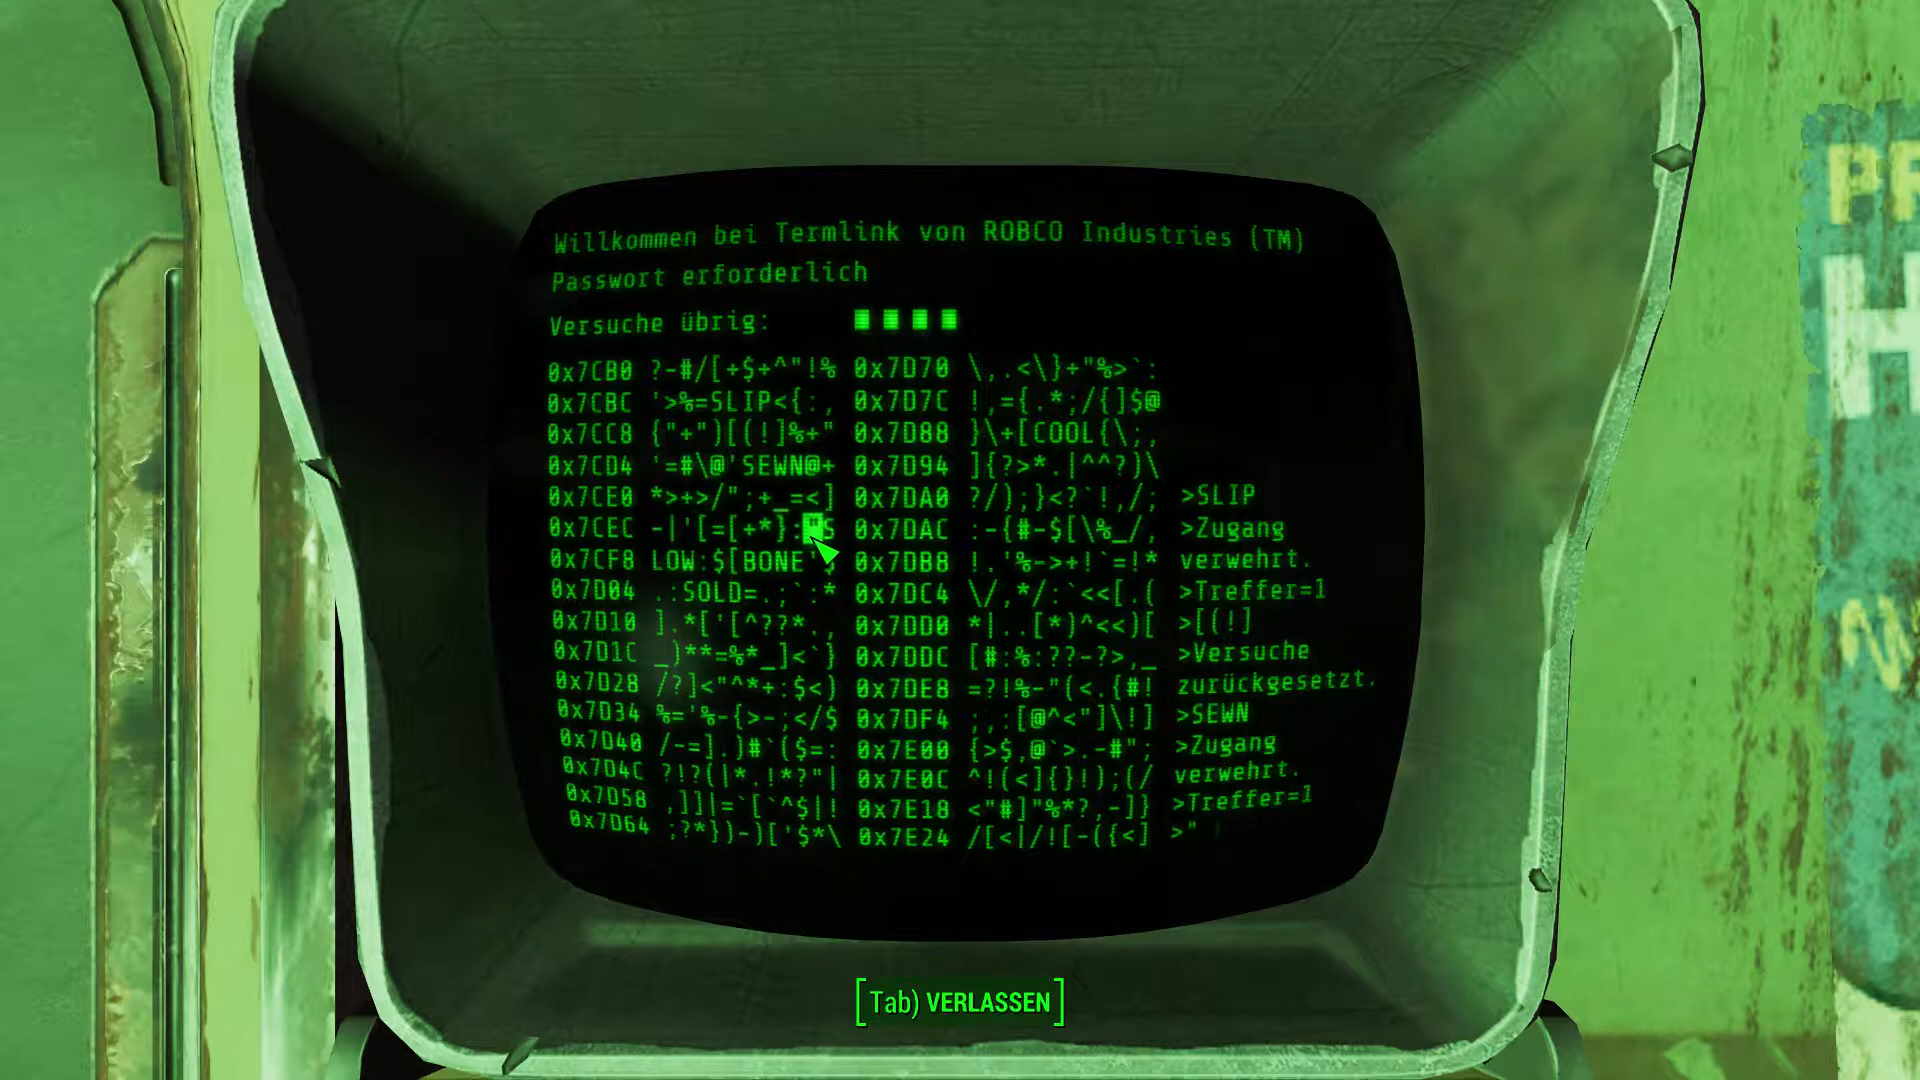 Willkommen bei Termlink von ROBCO Industries (TM)
Passwort erforderlich
Versuche übrig:
0x7CB0 ?-#/[+$+^"!% 0x7D70 \,.<\}+"%>`:
0x7CBC '>%=SLIP<{:, 0x7D7C !,={.*;/{]$@
0x7CC8 {"+")[(!]%+" 0x7D88 }\+[COOL{\;,
0x7CD4 '=#\@'SEWN@+ 0x7D94 ]{?>*.|^^?)\
0x7CE0 *>+>/";+_=<] 0x7DA0 ?/);}<?`!,/; >SLIP
0x7CEC -|'[=[+*}:"S 0x7DAC :-{#-$[\%_/, >Zugang
0x7CF8 LOW:$[BONE'$ 0x7DB8 !.'%->+!`=!* verwehrt.
0x7D04 .:SOLD=.;`:* 0x7DC4 \/,*/:`<<[.( >Treffer=1
0x7D10 ].*['[^??*., 0x7DD0 *|..[*)^<<)[ >[(!]
0x7D1C _)**=%*_]<`} 0x7DDC [#:%:??-?>,_ >Versuche
0x7D28 /?]<"^*+:$<) 0x7DE8 =?!%-"(<.{#! zurückgesetzt.
0x7D34 %='%-{>-;</$ 0x7DF4 ;,:[@^<"]\!] >SEWN
0x7D40 /-=].)#`($=: 0x7E00 {>$,@`>.-#"; >Zugang
0x7D4C ?!?(|*.!*?"| 0x7E0C ^!(<]{}!);(/ verwehrt.
0x7D58 ,]]|=`[`^$|! 0x7E18 <"#]"%*?,-]} >Treffer=1
0x7D64 ;?*})-)['$*\ 0x7E24 /[<|/![-({<] >"
[Tab) VERLASSEN]